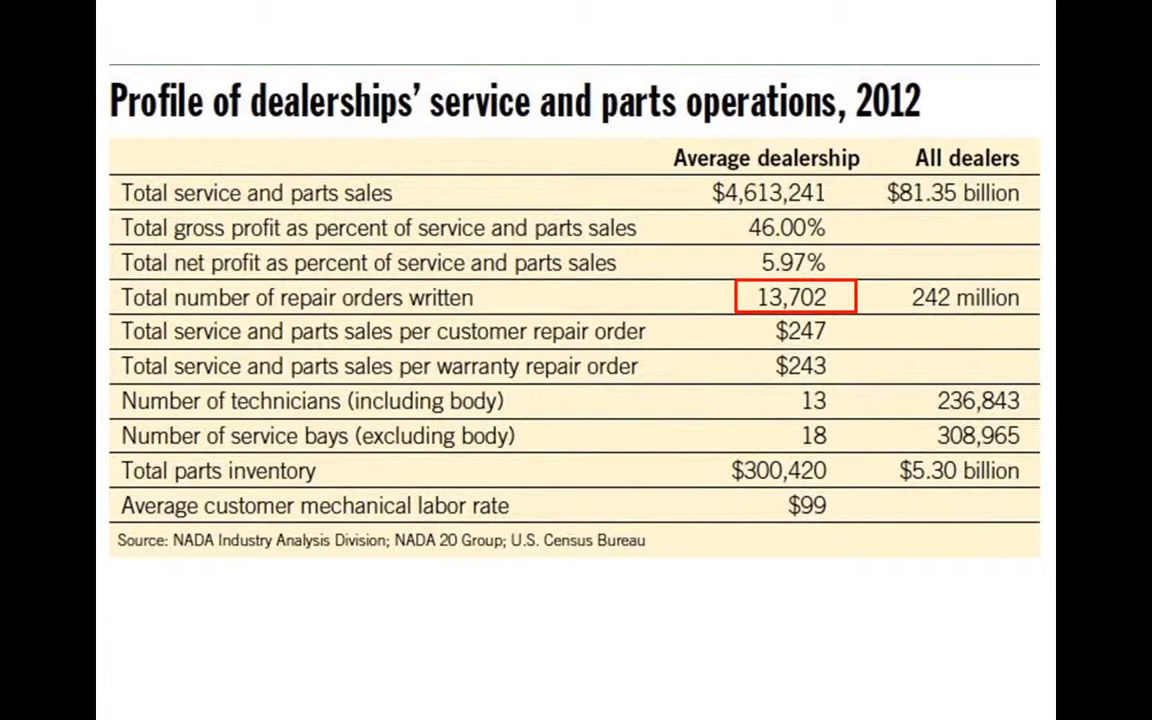 Profile of dealerships’ service and parts operations, 2012
Average dealership All dealers
Total service and parts sales $4,613,241 $81.35 billion
Total gross profit as percent of service and parts sales 46.00%
Total net profit as percent of service and parts sales 5.97%
Total number of repair orders written 13,702 242 million
Total service and parts sales per customer repair order $247
Total service and parts sales per warranty repair order $243
Number of technicians (including body) 13 236,843
Number of service bays (excluding body) 18 308,965
Total parts inventory $300,420 $5.30 billion
Average customer mechanical labor rate $99
Source: NADA Industry Analysis Division; NADA 20 Group; U.S. Census Bureau